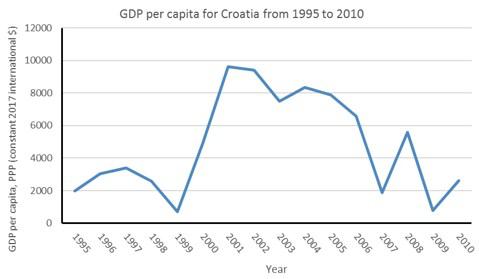 GDP per capita for Croatia from 1995 to 2010
GDP per capita, PPP (constant 2017 international $)
12000
10000
8000
6000
4000
2000
0
1995 1996 1997 1998 1999 2000 2001 2002 2003 2004 2005 2006 2007 2008 2009 2010
Year